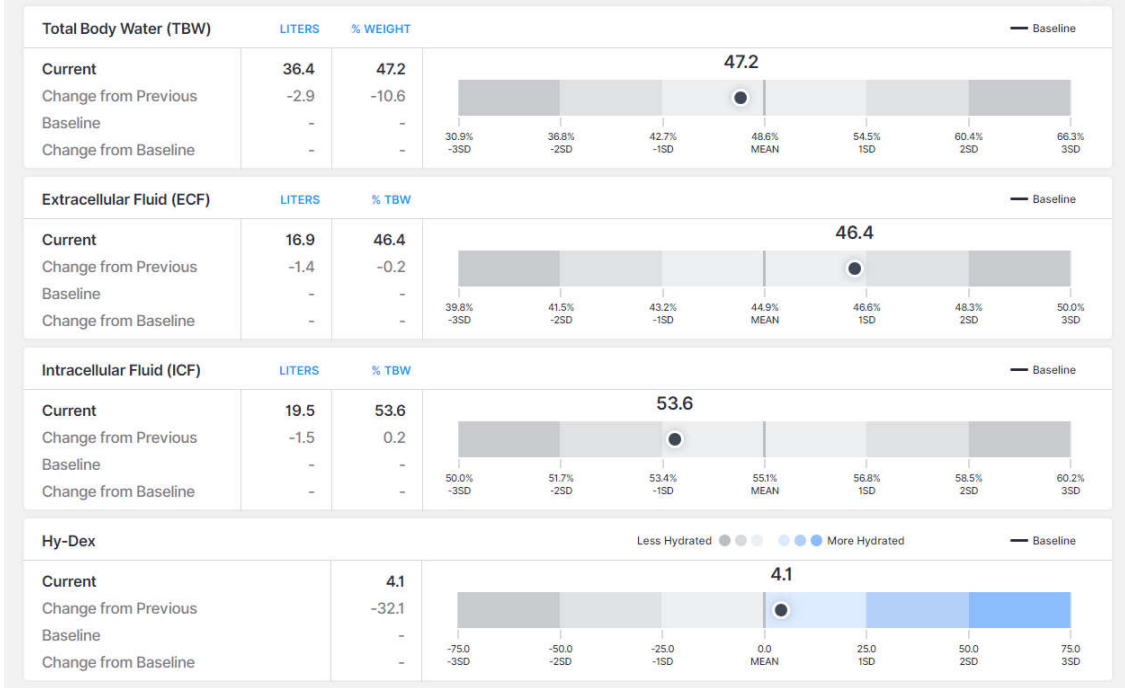 Total Body Water (TBW) LITERS % WEIGHT Baseline
47.2
Current 36.4 47.2
Change from Previous -2.9 -10.6
Baseline - -
Change from Baseline - -
30.9% 36.8% 42.7% 48.6% 54.5% 60.4% 66.3%
-3SD -2SD -1SD MEAN 1SD 2SD 3SD
Extracellular Fluid (ECF) LITERS % TBW Baseline
46.4
Current 16.9 46.4
Change from Previous -1.4 -0.2
Baseline - -
Change from Baseline - -
39.8% 41.5% 43.2% 44.9% 46.6% 48.3% 50.0%
-3SD -2SD -1SD MEAN 1SD 2SD 3SD
Intracellular Fluid (ICF) LITERS % TBW Baseline
53.6
Current 19.5 53.6
Change from Previous -1.5 0.2
Baseline - -
Change from Baseline - -
50.0% 51.7% 53.4% 55.1% 56.8% 58.5% 60.2%
-3SD -2SD -1SD MEAN 1SD 2SD 3SD
Hy-Dex Less Hydrated More Hydrated Baseline
4.1
Current 4.1
Change from Previous -32.1
Baseline -
Change from Baseline -
-75.0 -50.0 -25.0 0.0 25.0 50.0 75.0
-3SD -2SD -1SD MEAN 1SD 2SD 3SD